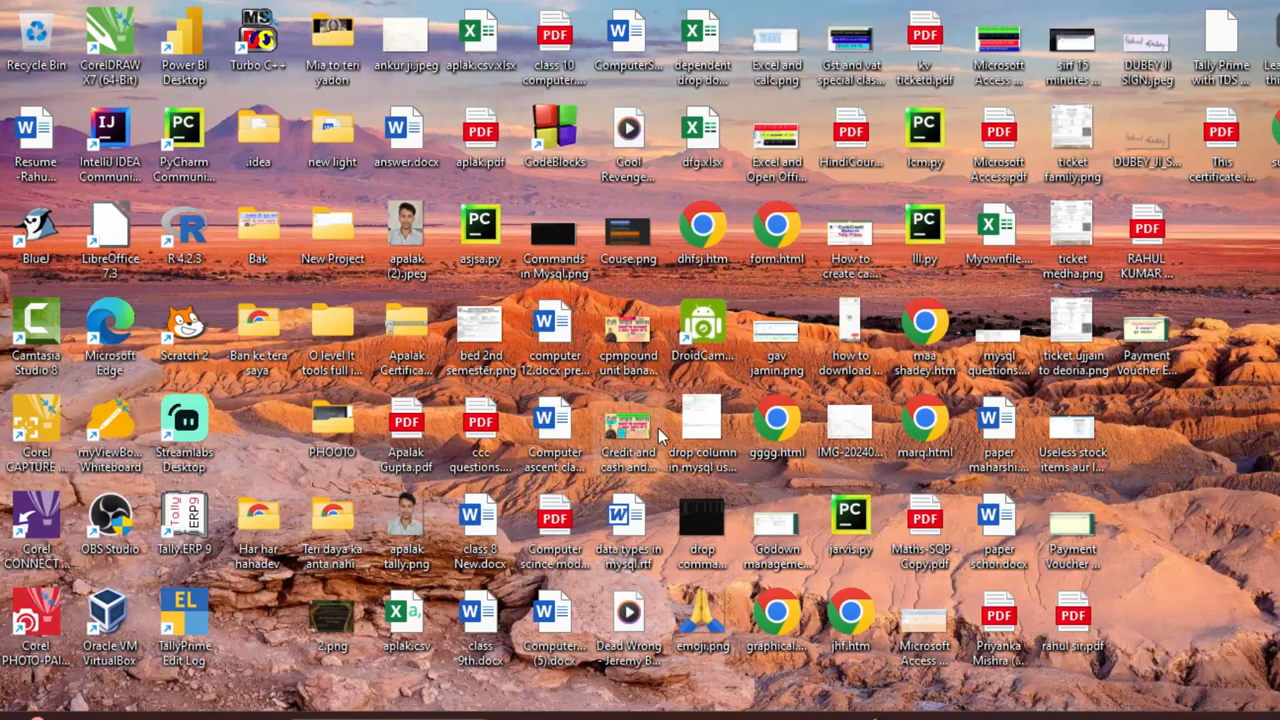 Recycle Bin
CorelDRAW
X7 (64-Bit)
Power BI
Desktop
Turbo C++
Mia to teri
yadon
ankur ji.jpeg
aplak.csv.xlsx
class 10
computer....
ComputerS...
dependent
drop do...
Excel and
calc.png
Gst and vat
special clas...
kv
ticketd.pdf
Microsoft
Access ...
sirf 15
minutes ...
DUBEY JI
SIGN.jpeg
Tally Prime
with TDS ...
Resume
-Rahu...
IntelliJ IDEA
Communi...
PyCharm
Communi...
.idea
new light
answer.docx
aplak.pdf
CodeBlocks
Cool
Revenge...
dfg.xlsx
Excel and
Open Offi...
HindiCour...
lcm.py
Microsoft
Access.pdf
ticket
family.png
DUBEY_JI_S...
This
certificate i...
BlueJ
LibreOffice
7.3
R 4.2.3
Bak
New Project
apalak
(2).jpeg
asjsa.py
Commands
in Mysql.png
Couse.png
dhfsj.htm
form.html
How to
create ca...
lll.py
Myownfile....
ticket
medha.png
RAHUL
KUMAR ...
Camtasia
Studio 8
Microsoft
Edge
Scratch 2
Ban ke tera
saya
O level It
tools full i...
Apalak
Certifica...
bed 2nd
semester.png
computer
12.docx pre...
cpmpound
unit bana...
DroidCam...
gav
jamin.png
how to
download ...
maa
shadey.htm
mysql
questions....
ticket ujjain
to deoria.png
Payment
Voucher E...
Corel
CAPTURE ...
myViewBo...
Whiteboard
Streamlabs
Desktop
PHOOTO
Apalak
Gupta.pdf
ccc
questions....
Computer
ascent cla...
Credit and
cash and...
drop column
in mysql us...
gggg.html
IMG-20240...
marq.html
paper
maharshi....
Useless stock
items aur l...
Corel
CONNECT ...
OBS Studio
Tally.ERP 9
Har har
hahadev
Teri daya ka
anta nahi
apalak
tally.png
class 8
New.docx
Computer
scince mod...
data types in
mysql.rtf
drop
comma...
Godown
manageme...
jarvis.py
Maths-SQP -
Copy.pdf
paper
schor.docx
Payment
Voucher ...
Corel
PHOTO-PAI...
Oracle VM
VirtualBox
TallyPrime
Edit Log
2.png
aplak.csv
class
9th.docx
Computer...
(5).docx
Dead Wrong
- Jeremy B...
emoji.png
graphical....
jhf.htm
Microsoft
Access ...
Priyanka
Mishra (...
rahul sir.pdf